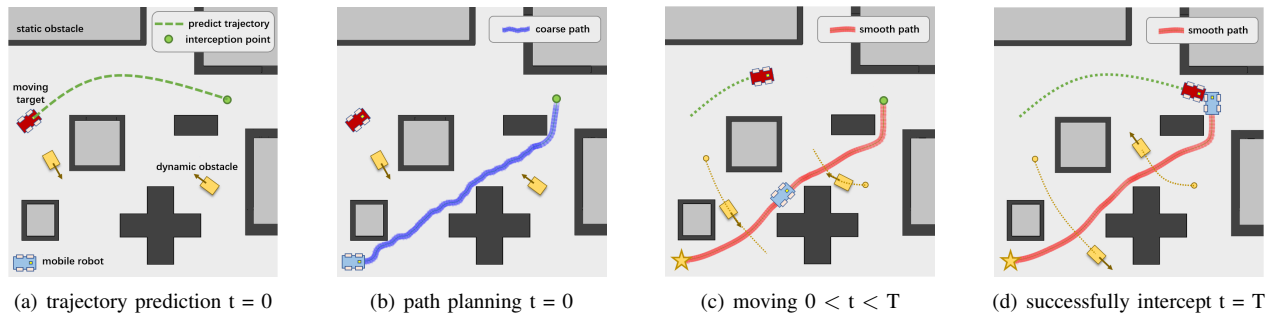 static obstacle
predict trajectory
interception point
moving
target
dynamic obstacle
mobile robot
(a) trajectory prediction t = 0
coarse path
(b) path planning t = 0
smooth path
(c) moving 0 < t < T
smooth path
(d) successfully intercept t = T